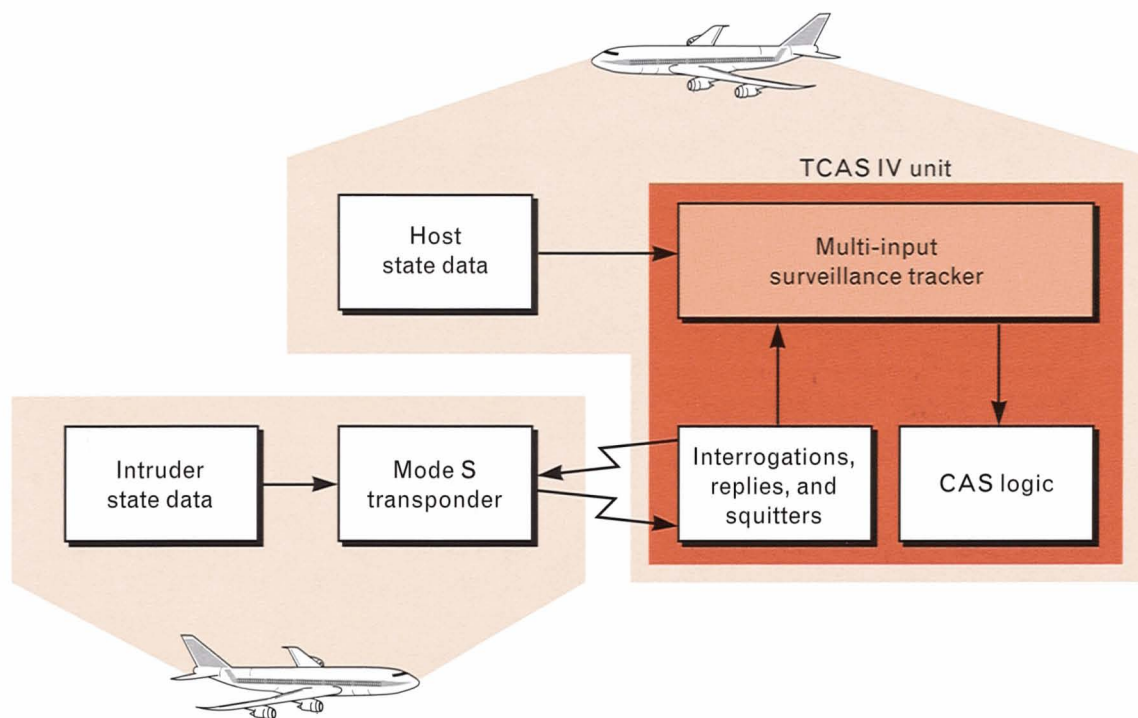 TCAS IV unit
Host
state data
Multi-input
surveillance tracker
Intruder
state data
Mode S
transponder
Interrogations,
replies, and
squitters
CAS logic